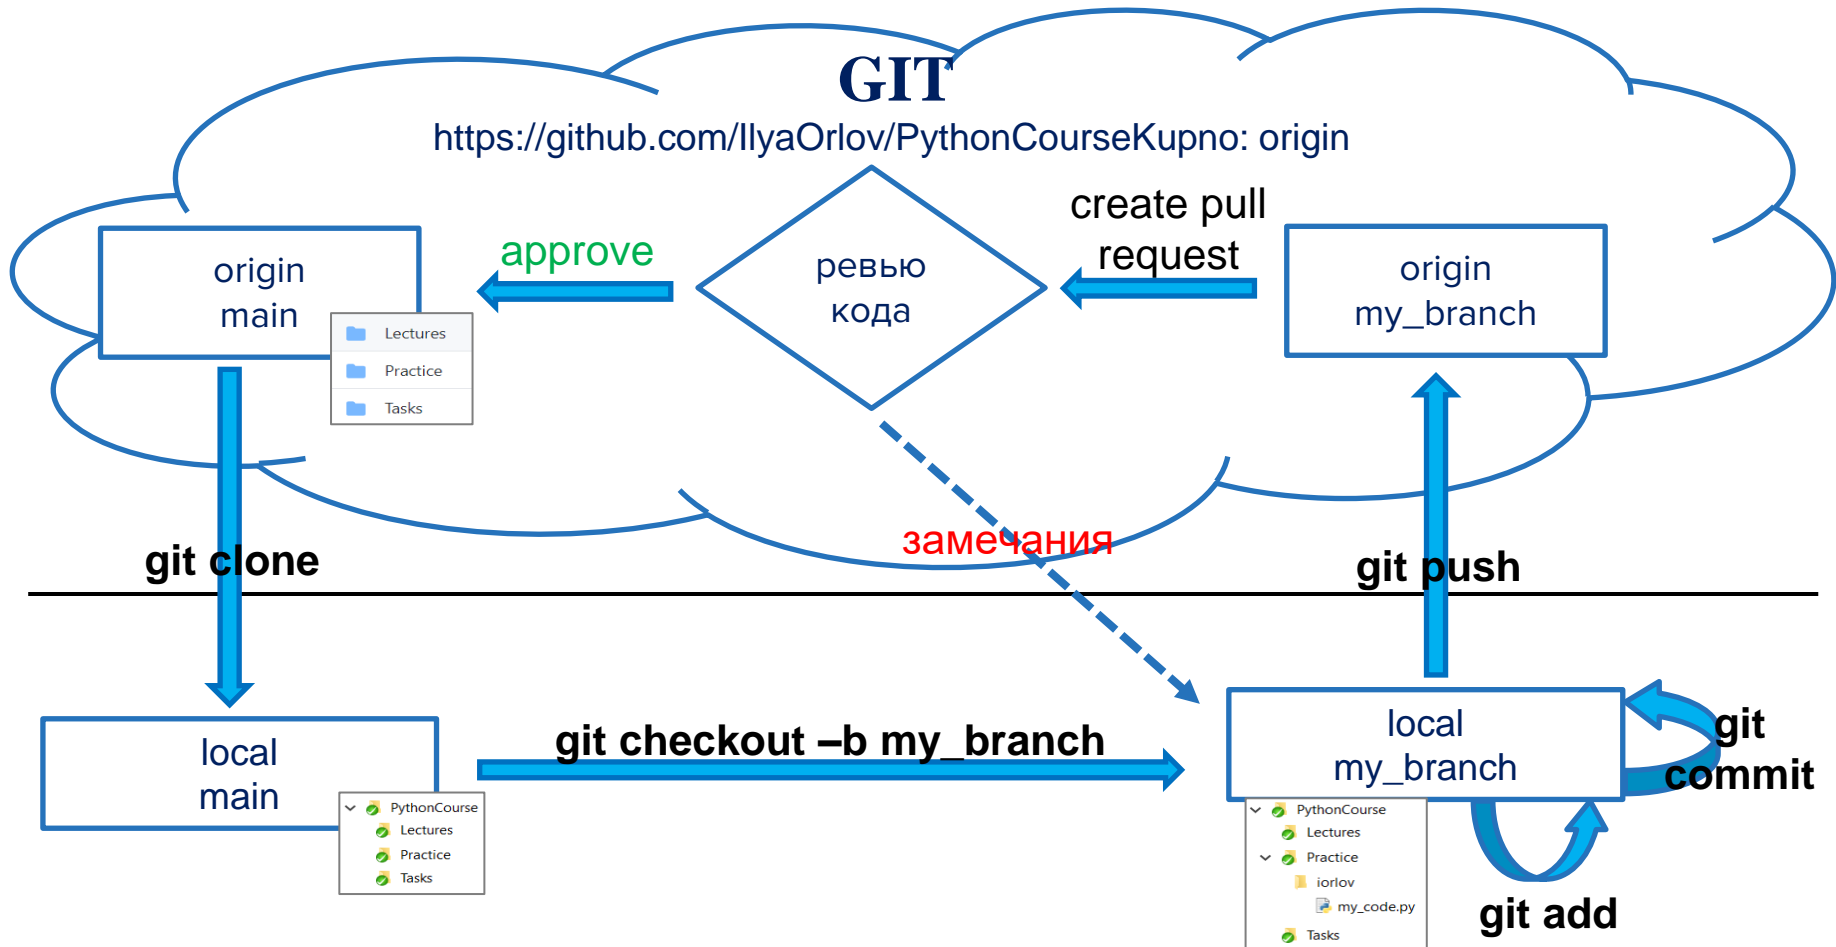 GIT
https://github.com/IlyaOrlov/PythonCourseKupno: origin
origin
main
Lectures
Practice
Tasks
approve
ревью
кода
create pull
request
origin
my_branch
git clone
замечания
git push
local
main
PythonCourse
Lectures
Practice
Tasks
git checkout –b my_branch
local
my_branch
git
commit
PythonCourse
Lectures
Practice
iorlov
my_code.py
Tasks
git add